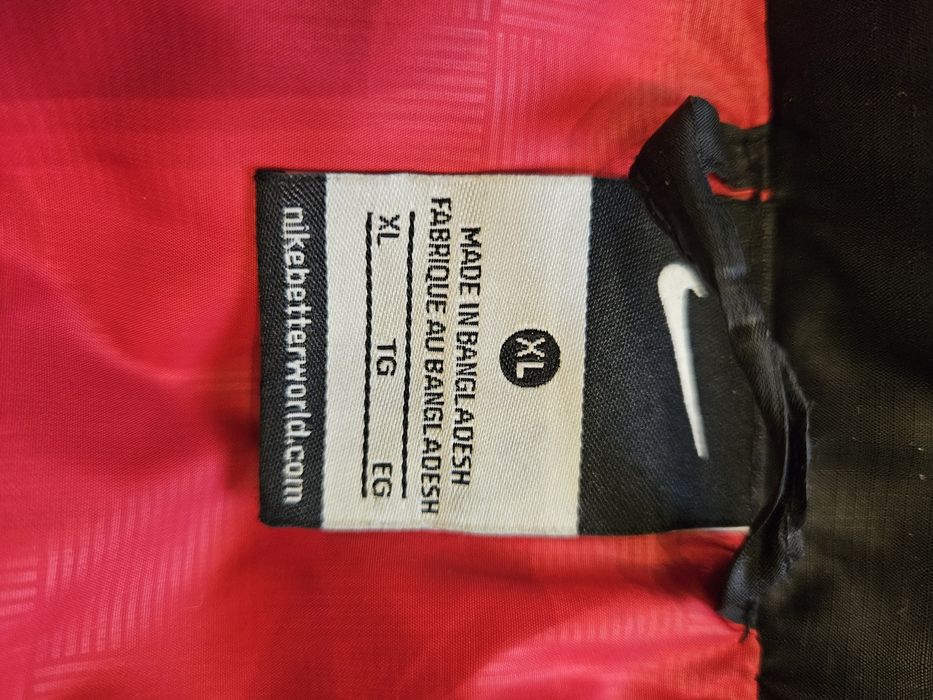 XL
MADE IN BANGLADESH
FABRIQUE AU BANGLADESH
XL TG EG
nikebetterworld.com